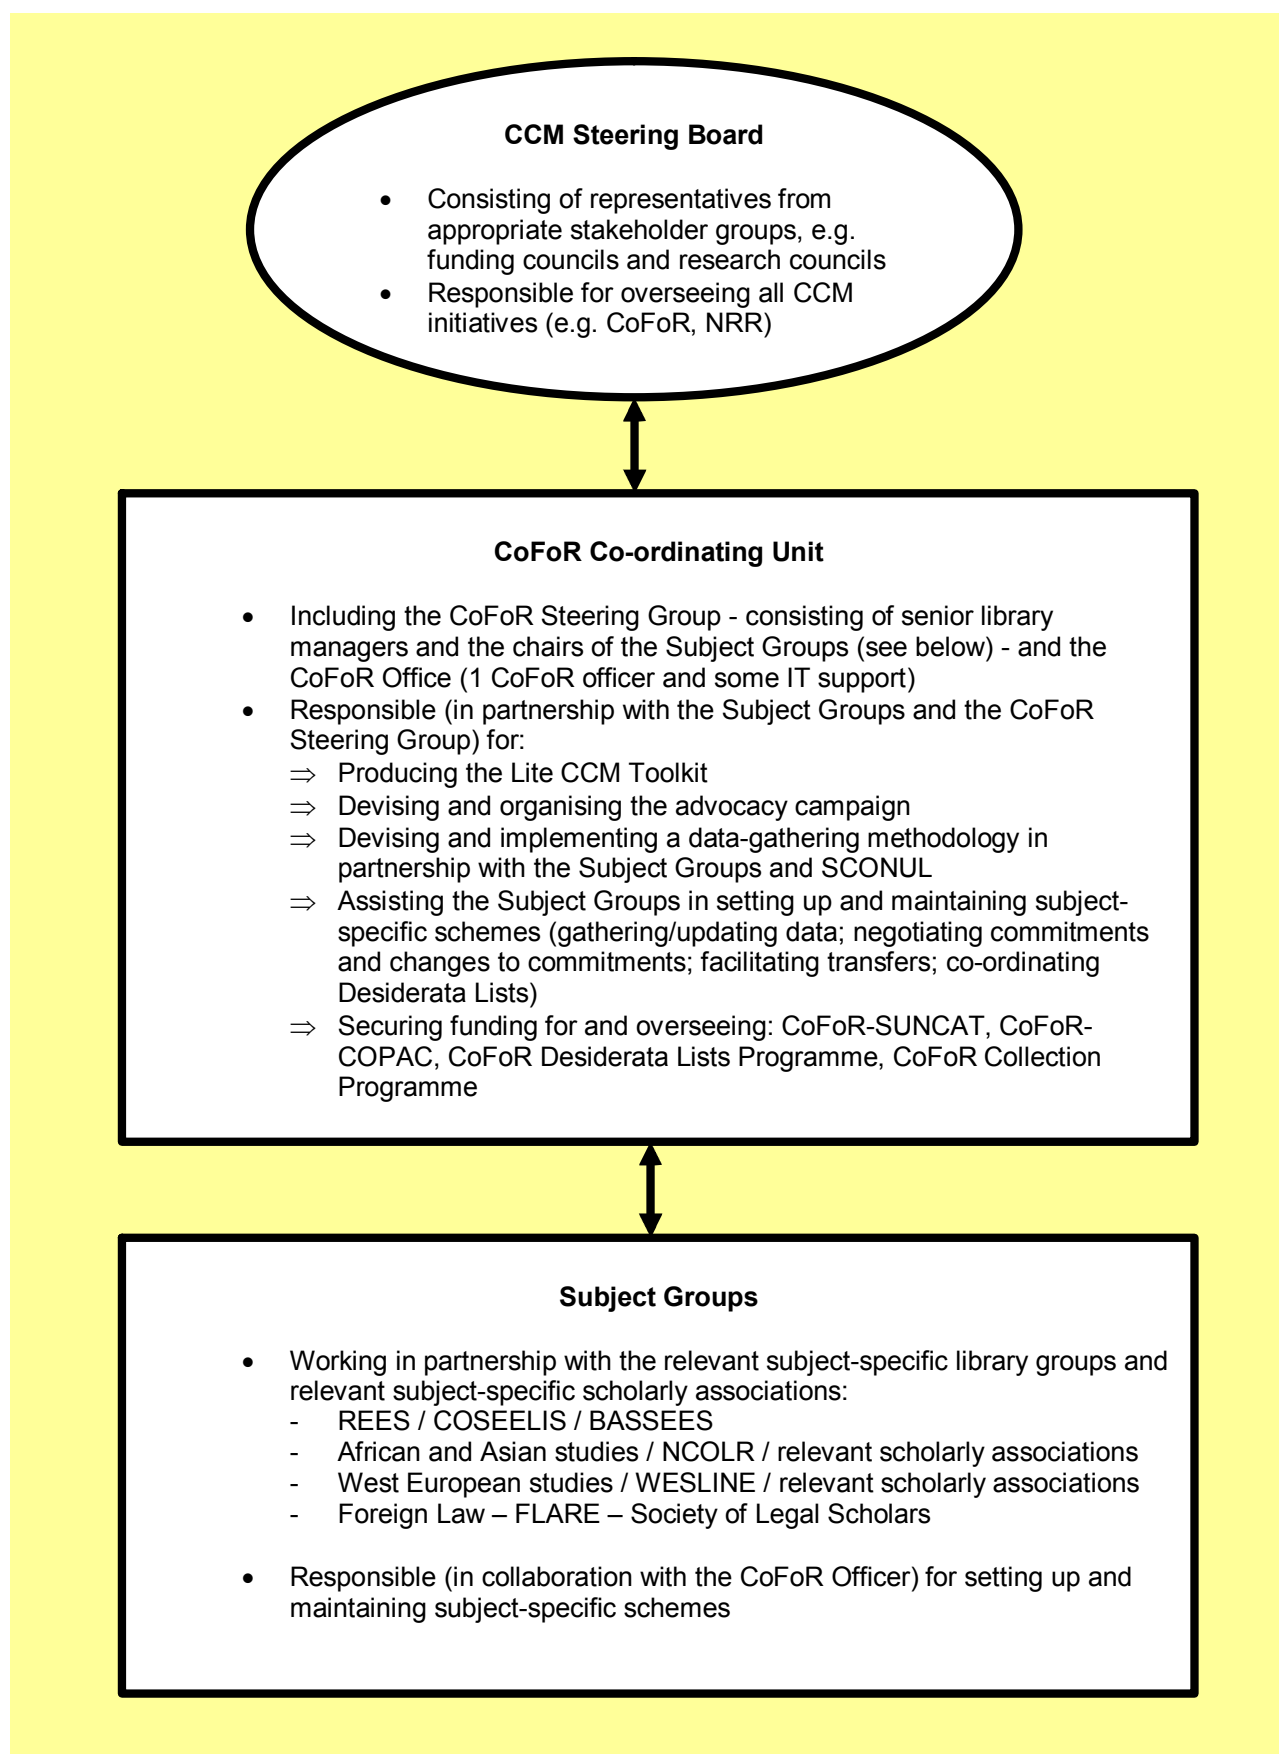 CCM Steering Board
• Consisting of representatives from
appropriate stakeholder groups, e.g.
funding councils and research councils
• Responsible for overseeing all CCM
initiatives (e.g. CoFoR, NRR)
CoFoR Co-ordinating Unit
• Including the CoFoR Steering Group - consisting of senior library
managers and the chairs of the Subject Groups (see below) - and the
CoFoR Office (1 CoFoR officer and some IT support)
• Responsible (in partnership with the Subject Groups and the CoFoR
Steering Group) for:
⇒ Producing the Lite CCM Toolkit
⇒ Devising and organising the advocacy campaign
⇒ Devising and implementing a data-gathering methodology in
partnership with the Subject Groups and SCONUL
⇒ Assisting the Subject Groups in setting up and maintaining subject-
specific schemes (gathering/updating data; negotiating commitments
and changes to commitments; facilitating transfers; co-ordinating
Desiderata Lists)
⇒ Securing funding for and overseeing: CoFoR-SUNCAT, CoFoR-
COPAC, CoFoR Desiderata Lists Programme, CoFoR Collection
Programme
Subject Groups
• Working in partnership with the relevant subject-specific library groups and
relevant subject-specific scholarly associations:
- REES / COSEELIS / BASSEES
- African and Asian studies / NCOLR / relevant scholarly associations
- West European studies / WESLINE / relevant scholarly associations
- Foreign Law – FLARE – Society of Legal Scholars
• Responsible (in collaboration with the CoFoR Officer) for setting up and
maintaining subject-specific schemes